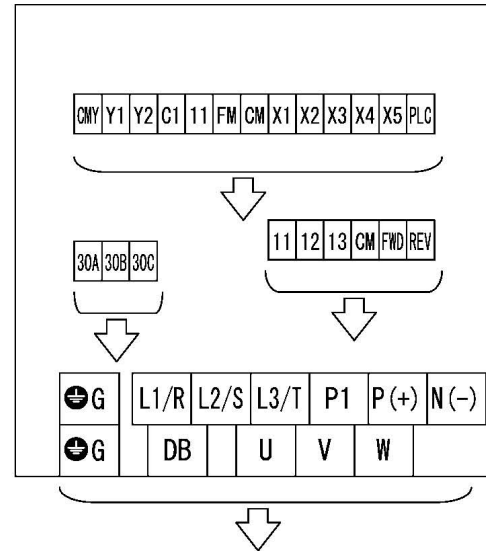 CMY Y1 Y2 C1 11 FM CM X1 X2 X3 X4 X5 PLC
30A 30B 30C
11 12 13 CM FWD REV
G L1/R L2/S L3/T P1 P(+) N(-)
G DB U V W